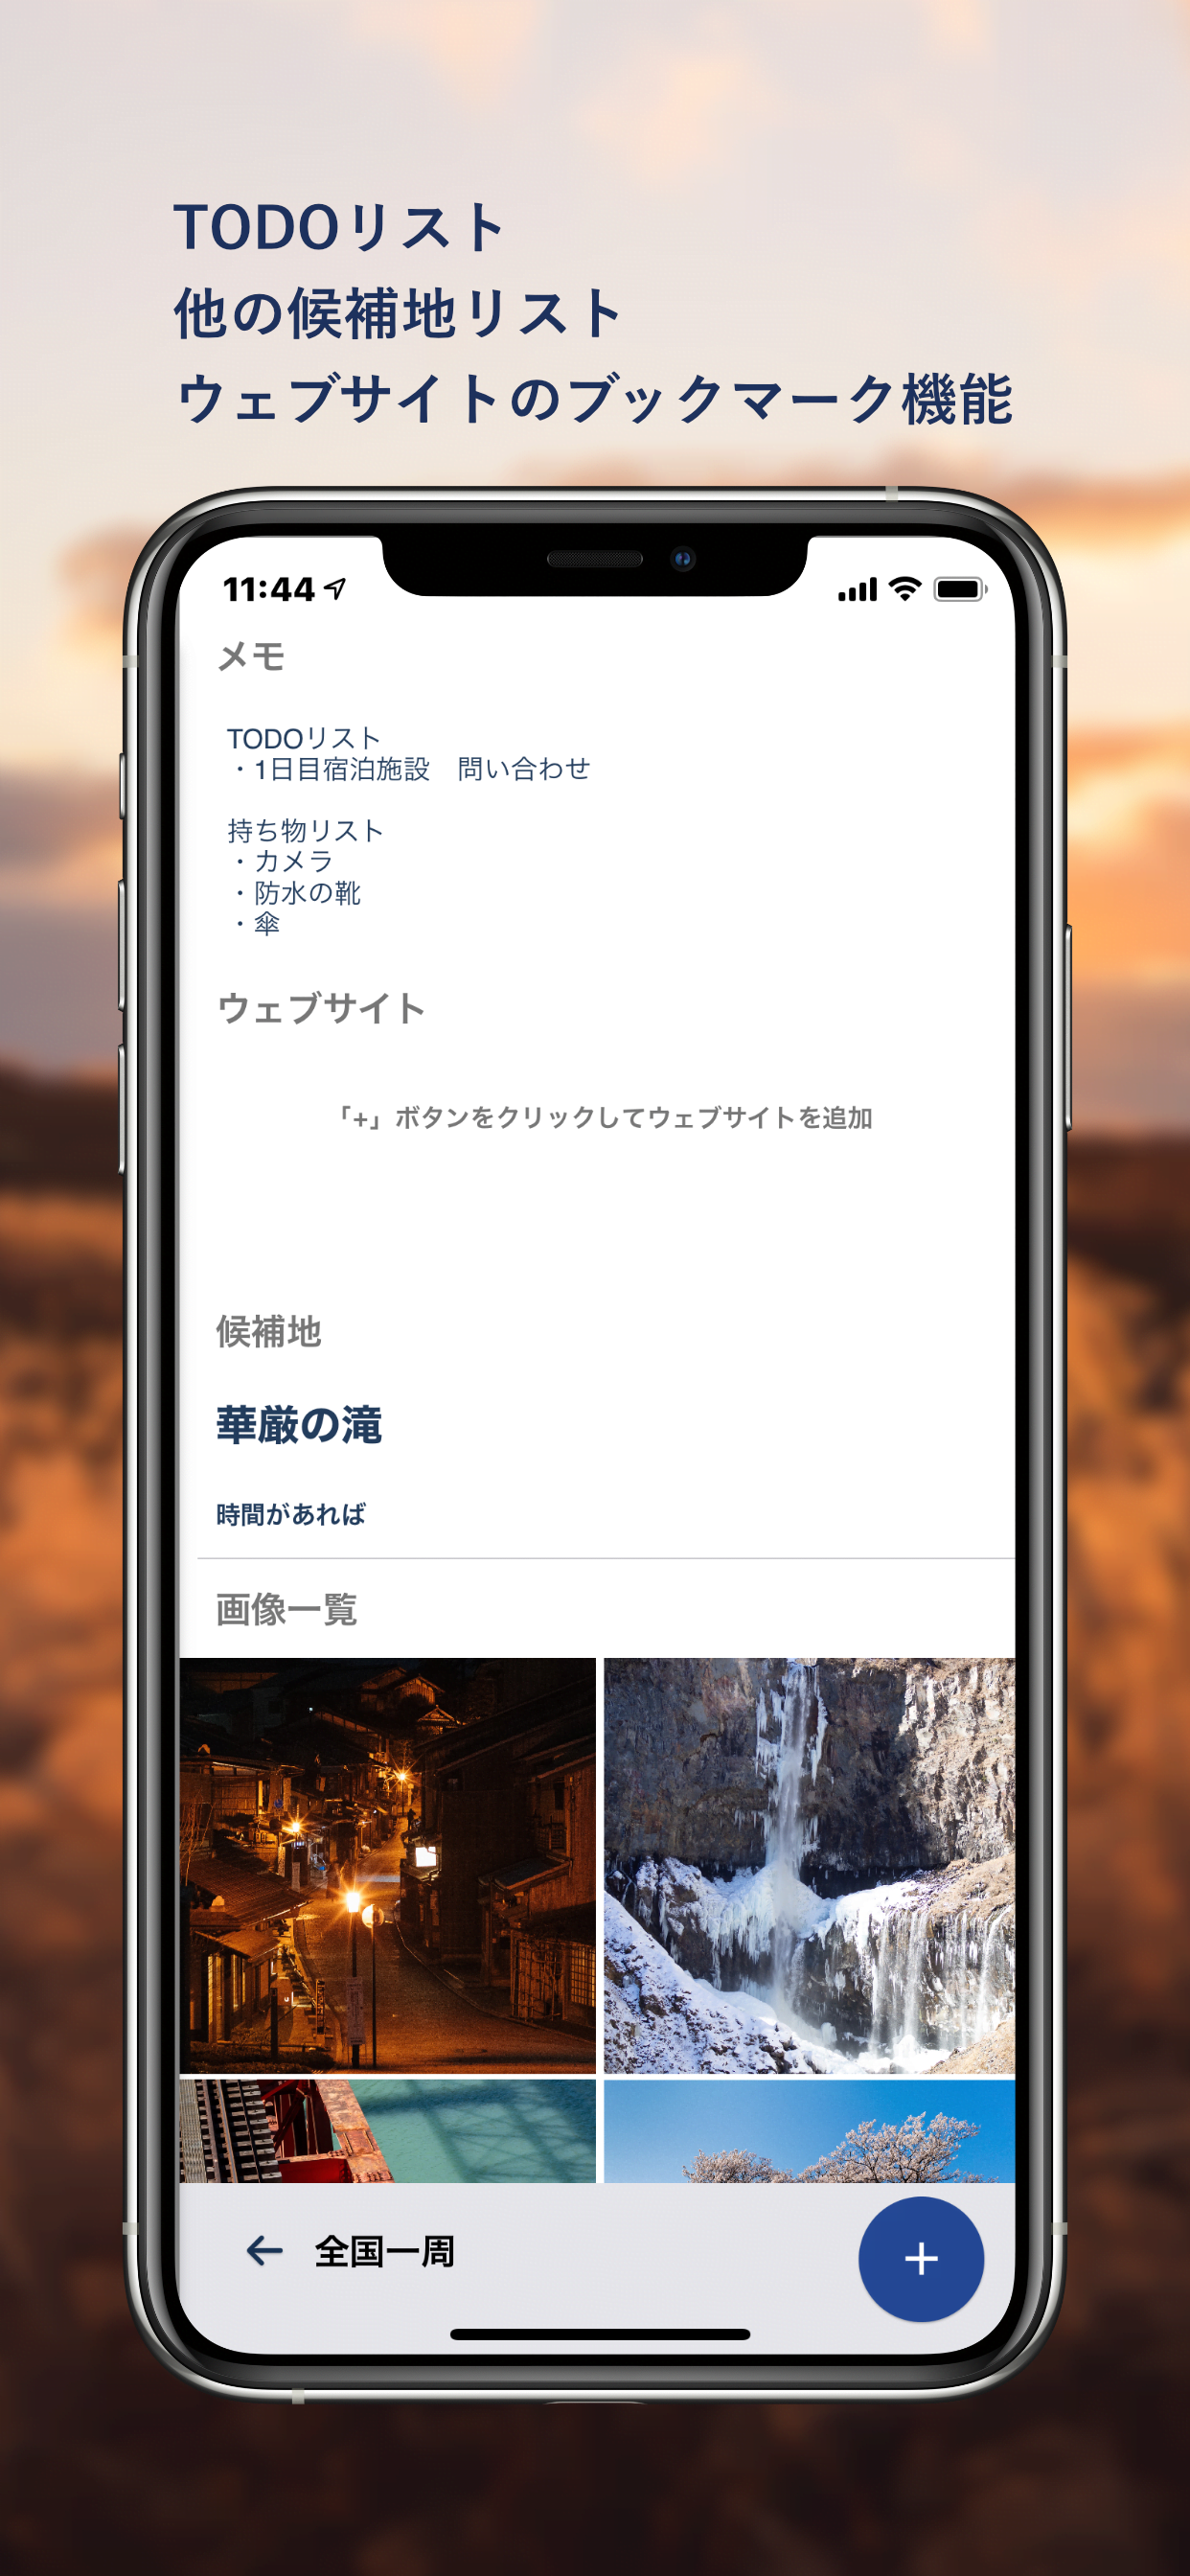 TODOリスト
他の候補地リスト
ウェブサイトのブックマーク機能
11:44
メモ
TODOリスト
・1日目宿泊施設　問い合わせ
持ち物リスト
・カメラ
・防水の靴
・傘
ウェブサイト
「+」ボタンをクリックしてウェブサイトを追加
候補地
華厳の滝
時間があれば
画像一覧
全国一周